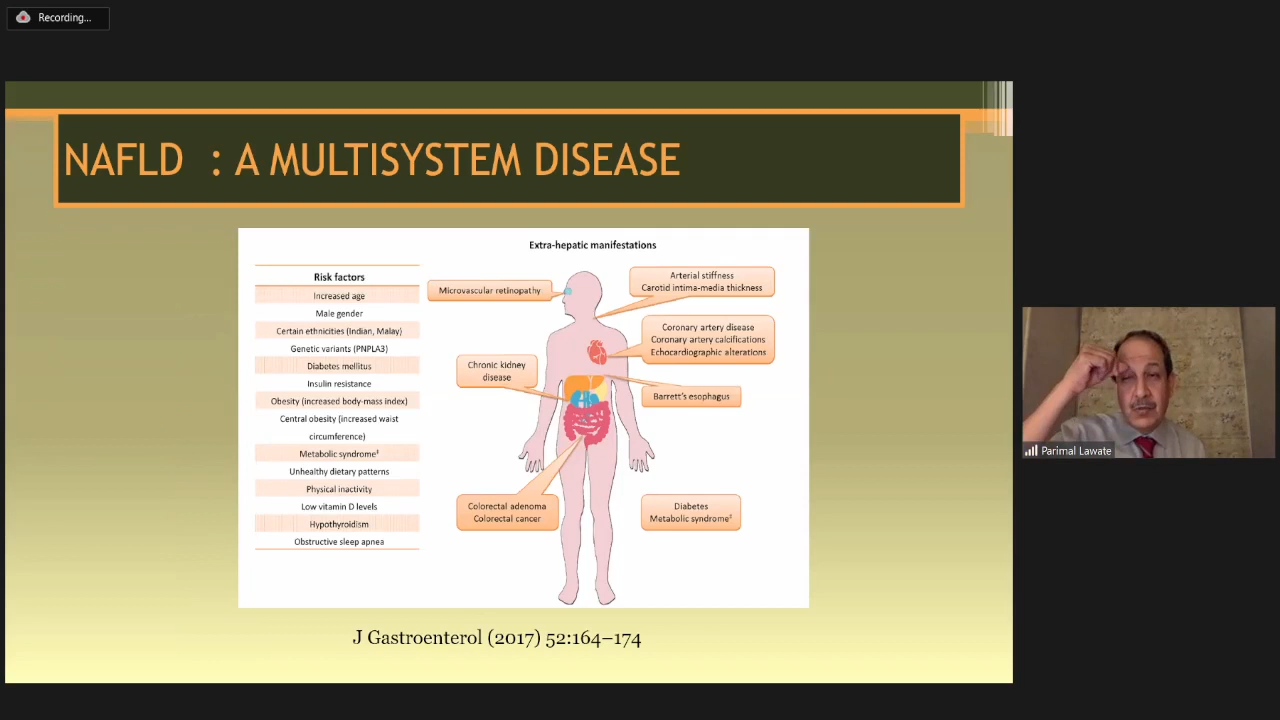 Recording...
NAFLD : A MULTISYSTEM DISEASE
Extra-hepatic manifestations
Risk factors
Increased age
Male gender
Certain ethnicities (Indian, Malay)
Genetic variants (PNPLA3)
Diabetes mellitus
Insulin resistance
Obesity (increased body-mass index)
Central obesity (increased waist
circumference)
Metabolic syndrome‡
Unhealthy dietary patterns
Physical inactivity
Low vitamin D levels
Hypothyroidism
Obstructive sleep apnea
Microvascular retinopathy
Arterial stiffness
Carotid intima-media thickness
Coronary artery disease
Coronary artery calcifications
Echocardiographic alterations
Chronic kidney
disease
Barrett's esophagus
Colorectal adenoma
Colorectal cancer
Diabetes
Metabolic syndrome‡
J Gastroenterol (2017) 52:164–174
Parimal Lawate